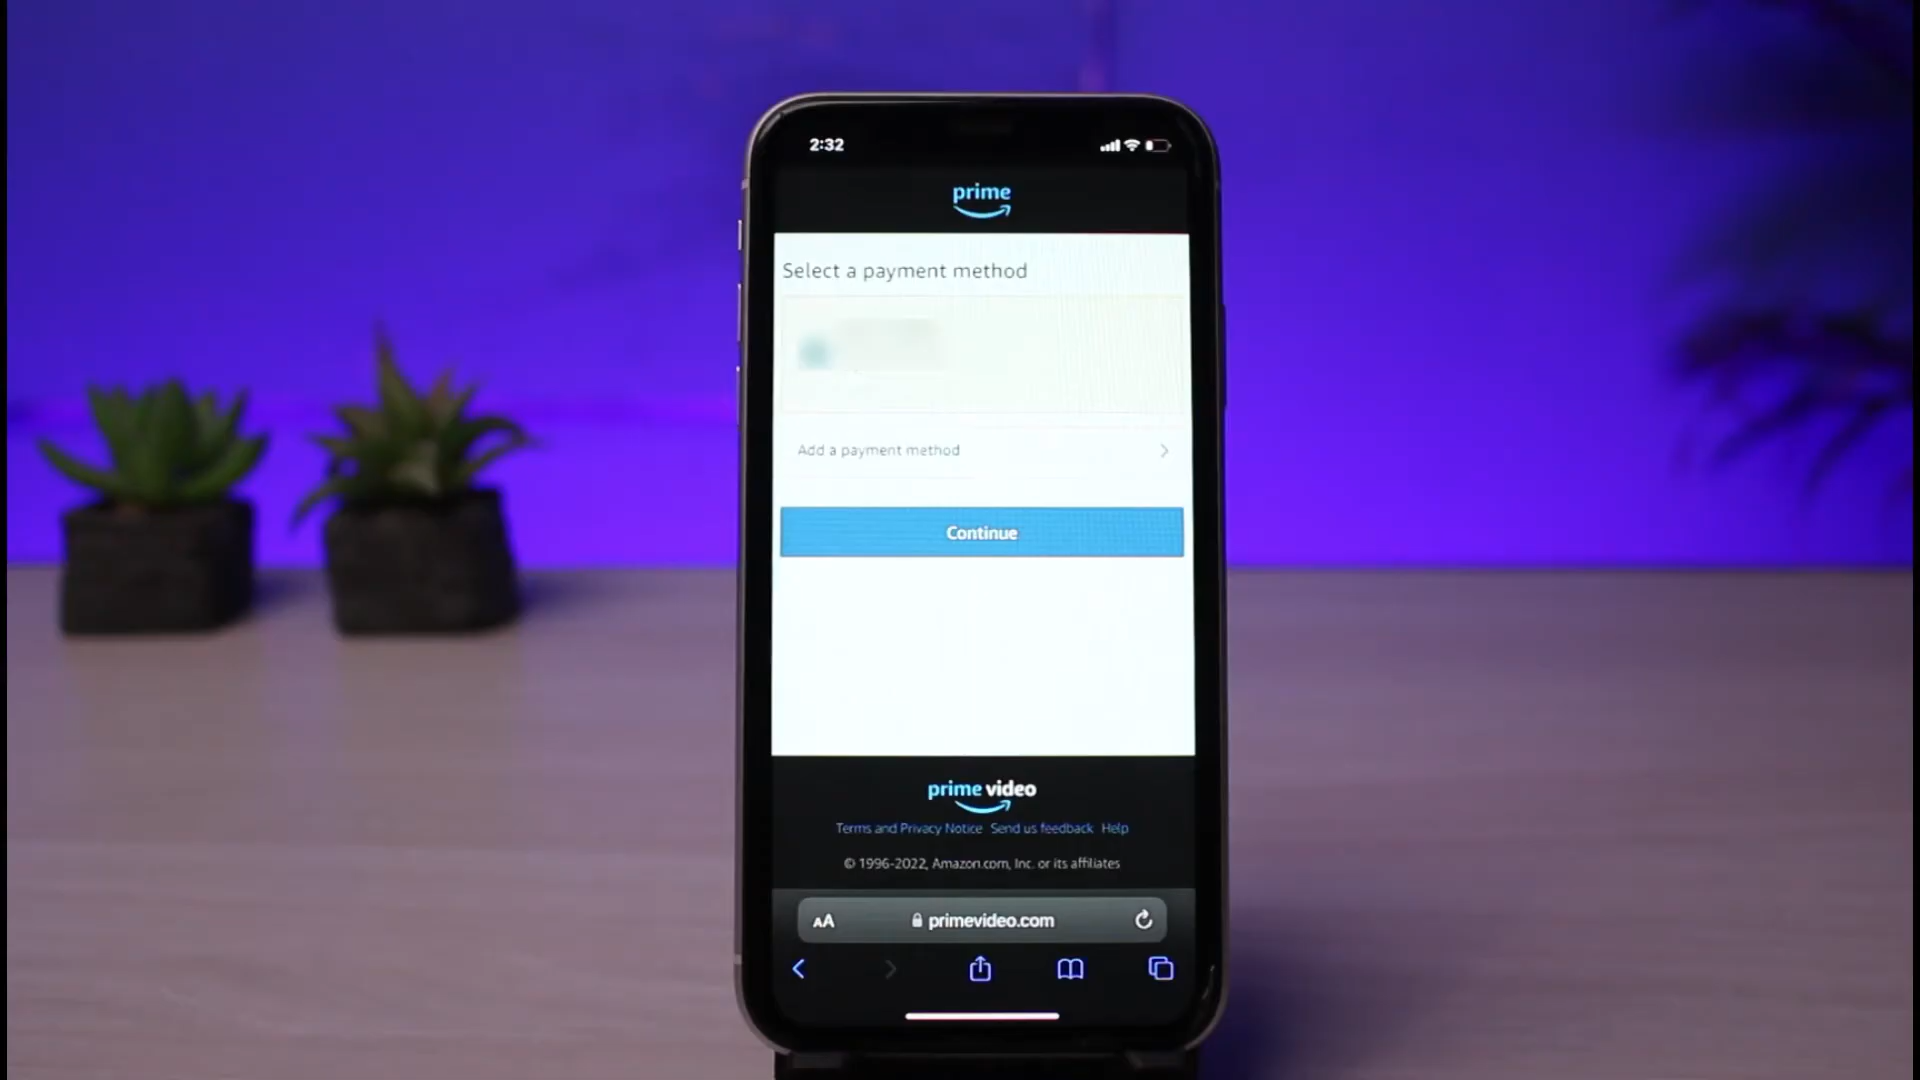 2:32
prime
Select a payment method
Add a payment method
Continue
prime video
Terms and Privacy Notice Send us feedback Help
© 1996-2022, Amazon.com, Inc. or its affiliates
AA primevideo.com